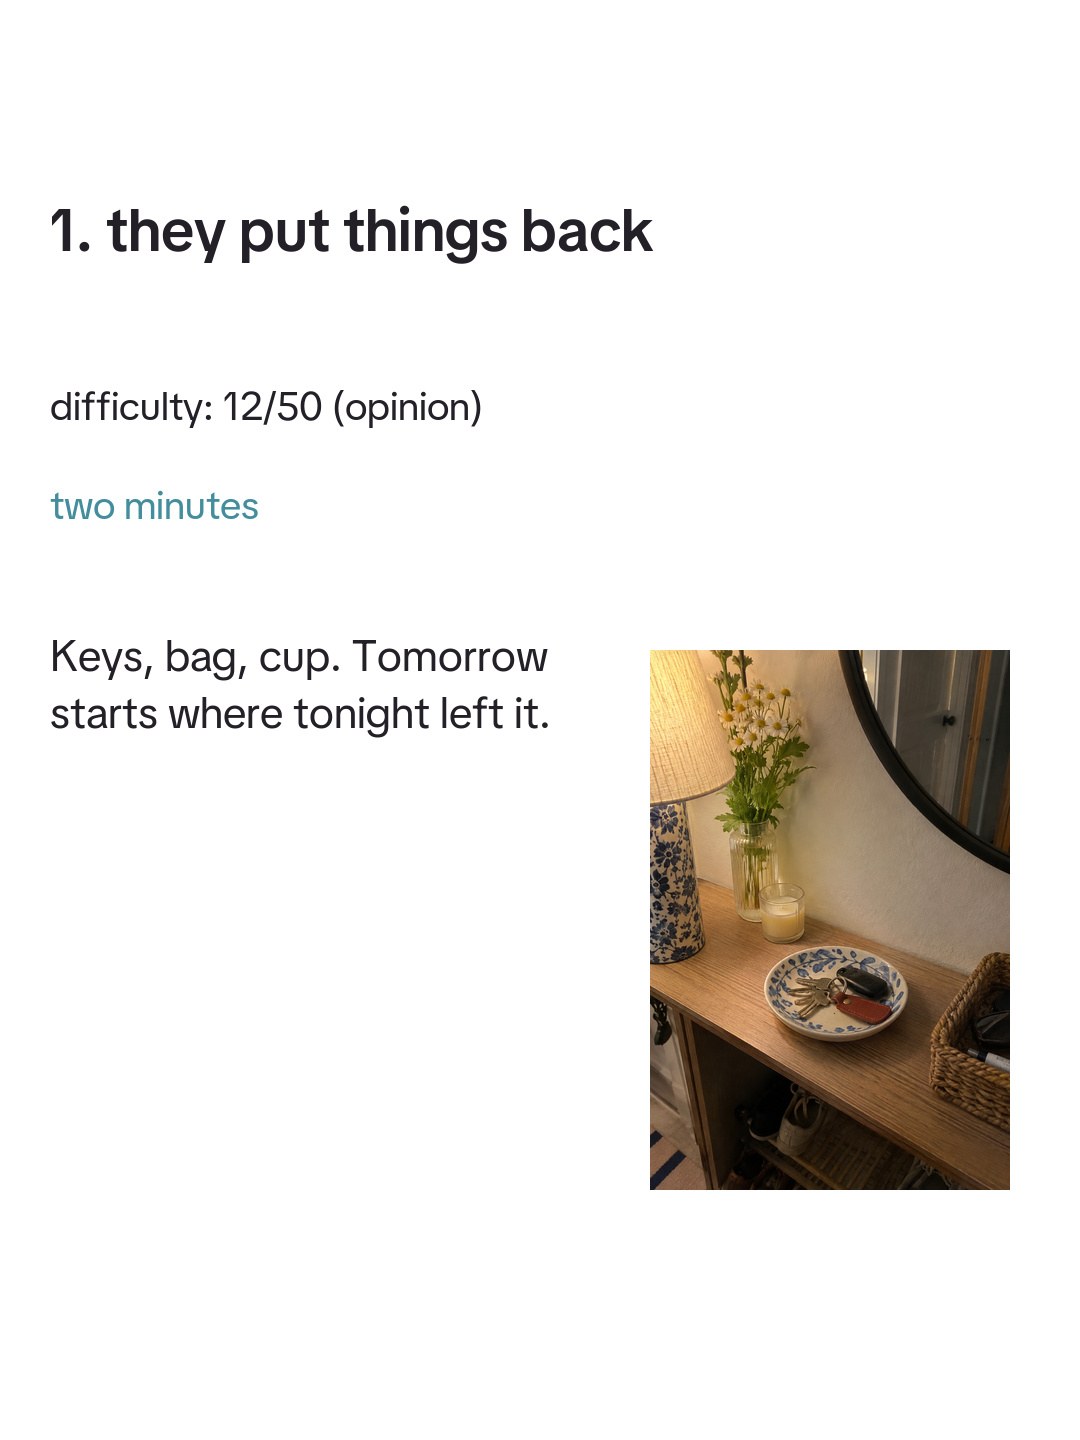 1. they put things back
difficulty: 12/50 (opinion)
two minutes
Keys, bag, cup. Tomorrow
starts where tonight left it.